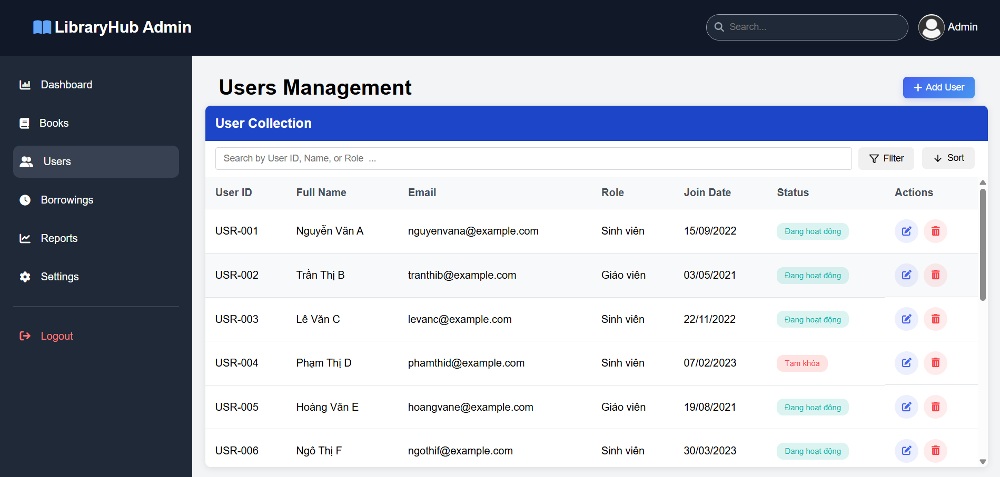 LibraryHub Admin
Search...
Admin
Dashboard
Books
Users
Borrowings
Reports
Settings
Logout
Users Management
Add User
User Collection
Search by User ID, Name, or Role ...
Filter
Sort
User ID Full Name Email Role Join Date Status Actions
USR-001 Nguyễn Văn A nguyenvana@example.com Sinh viên 15/09/2022 Đang hoạt động
USR-002 Trần Thị B tranthib@example.com Giáo viên 03/05/2021 Đang hoạt động
USR-003 Lê Văn C levanc@example.com Sinh viên 22/11/2022 Đang hoạt động
USR-004 Phạm Thị D phamthid@example.com Sinh viên 07/02/2023 Tạm khóa
USR-005 Hoàng Văn E hoangvane@example.com Giáo viên 19/08/2021 Đang hoạt động
USR-006 Ngô Thị F ngothif@example.com Sinh viên 30/03/2023 Đang hoạt động